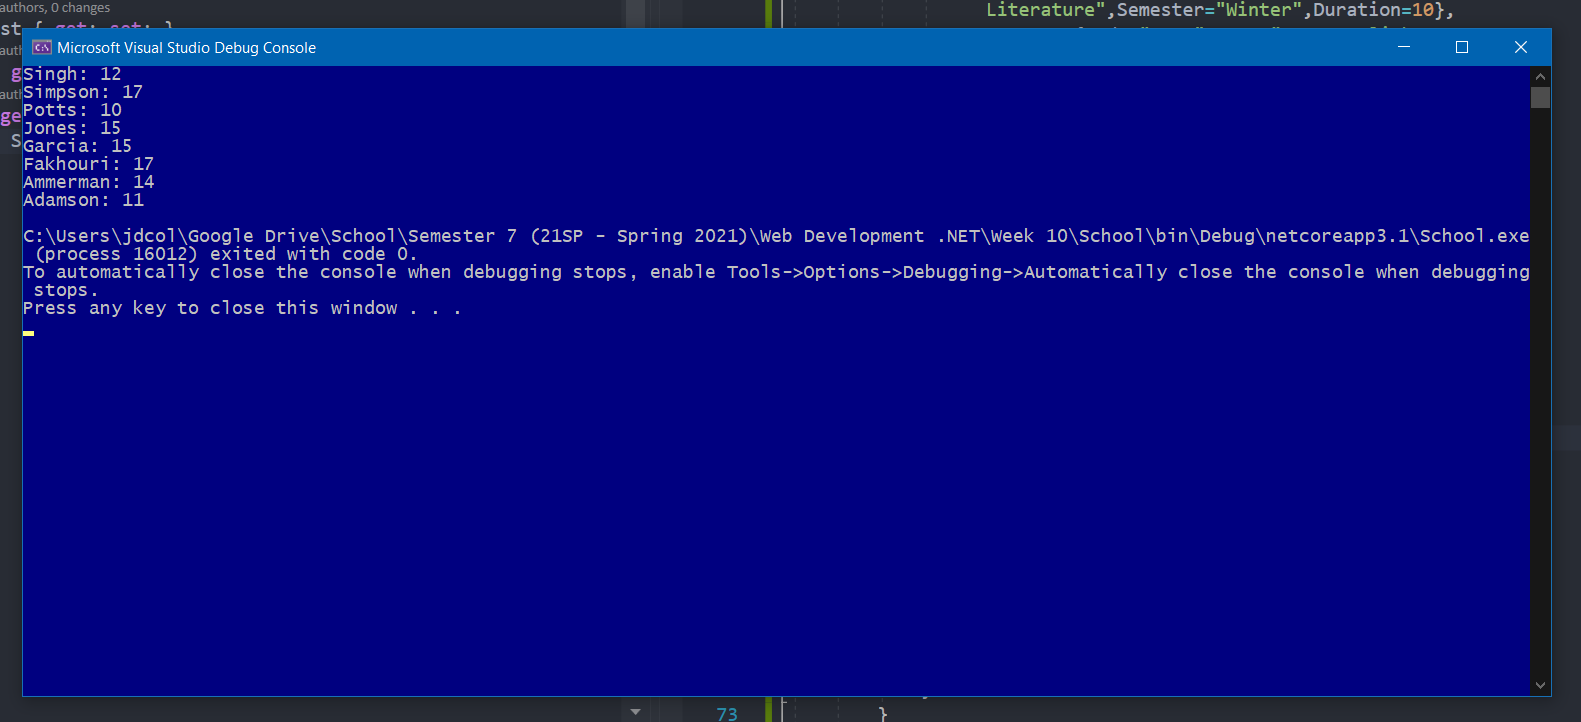 authors, 0 changes
Literature",Semester="Winter",Duration=10},
st { get; set; }
auth
Microsoft Visual Studio Debug Console
g
auth
ge
S
Singh: 12
Simpson: 17
Potts: 10
Jones: 15
Garcia: 15
Fakhouri: 17
Ammerman: 14
Adamson: 11
C:\Users\jdcol\Google Drive\School\Semester 7 (21SP - Spring 2021)\Web Development .NET\Week 10\School\bin\Debug\netcoreapp3.1\School.exe
(process 16012) exited with code 0.
To automatically close the console when debugging stops, enable Tools->Options->Debugging->Automatically close the console when debugging
stops.
Press any key to close this window . . .
73
}